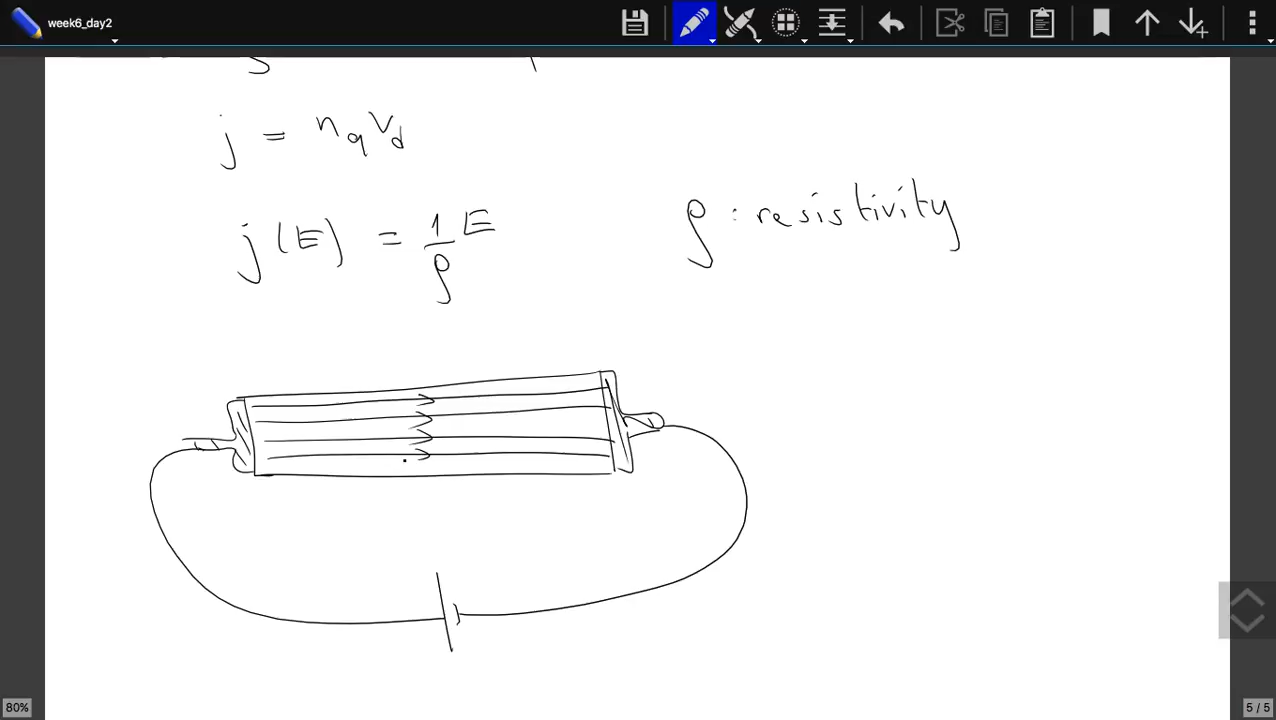 week6_day2
j = nqv_d
j(E) = 1/ρ E
ρ : resistivity
80%
5 / 5